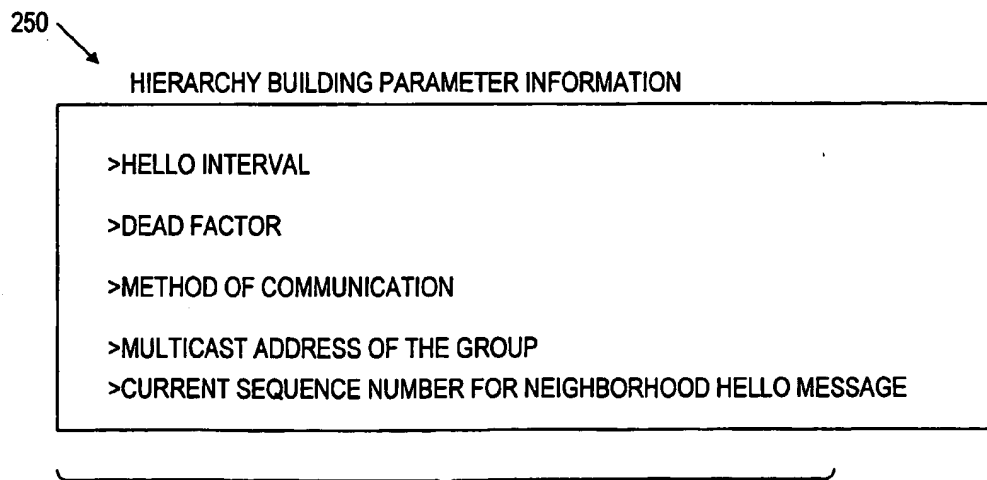 250
HIERARCHY BUILDING PARAMETER INFORMATION
>HELLO INTERVAL
>DEAD FACTOR
>METHOD OF COMMUNICATION
>MULTICAST ADDRESS OF THE GROUP
>CURRENT SEQUENCE NUMBER FOR NEIGHBORHOOD HELLO MESSAGE